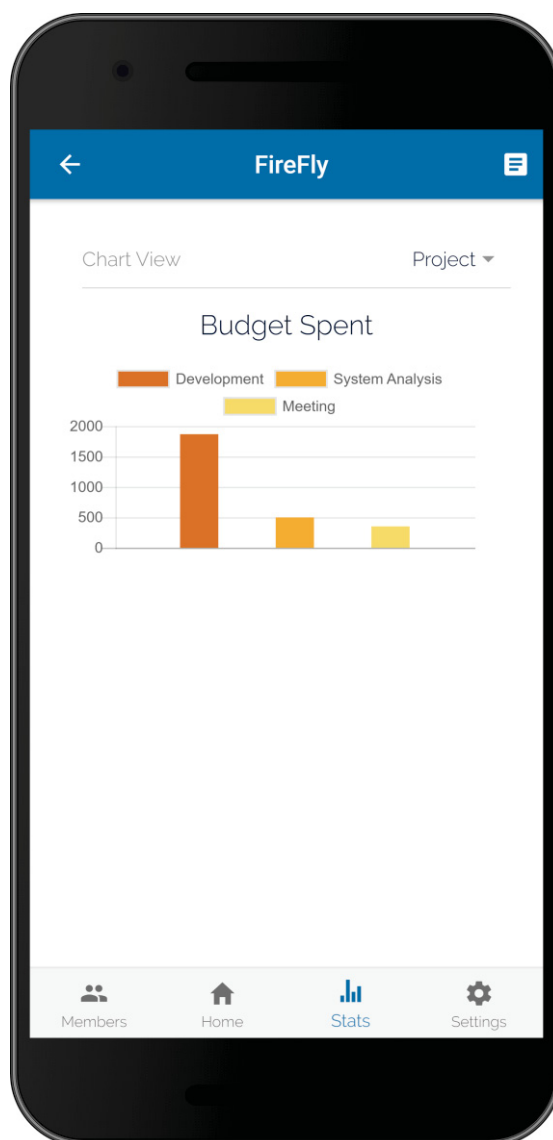 FireFly
Chart View Project
Budget Spent
Development System Analysis
Meeting
2000
1500
1000
500
0
Members Home Stats Settings